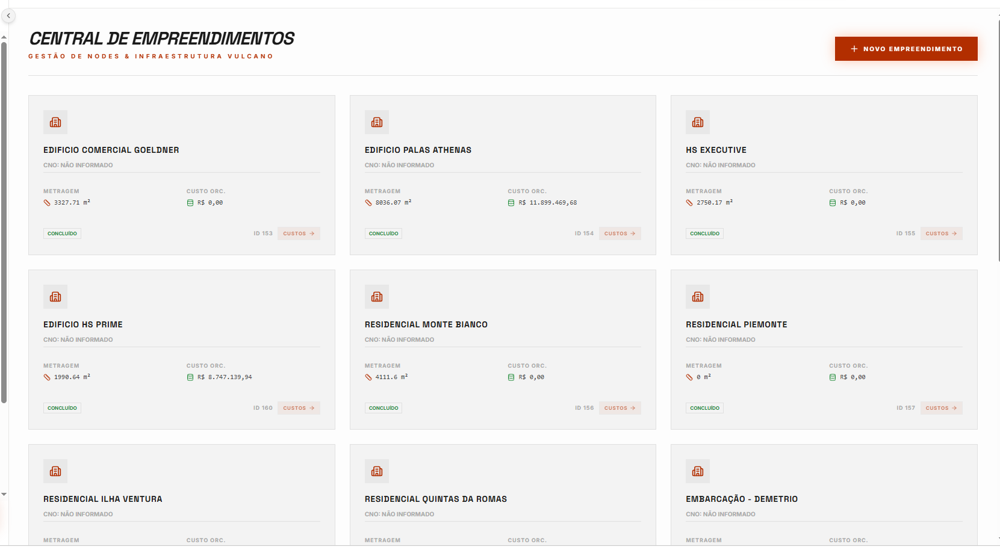 CENTRAL DE EMPREENDIMENTOS
GESTÃO DE NODES & INFRAESTRUTURA VULCANO
+ NOVO EMPREENDIMENTO
EDIFICIO COMERCIAL GOELDNER
CNO: NÃO INFORMADO
METRAGEM CUSTO ORC.
3327.71 m² R$ 0,00
CONCLUÍDO ID 153 CUSTOS →
EDIFICIO PALAS ATHENAS
CNO: NÃO INFORMADO
METRAGEM CUSTO ORC.
8036.07 m² R$ 11.899.469,68
CONCLUÍDO ID 154 CUSTOS →
HS EXECUTIVE
CNO: NÃO INFORMADO
METRAGEM CUSTO ORC.
2750.17 m² R$ 0,00
CONCLUÍDO ID 155 CUSTOS →
EDIFICIO HS PRIME
CNO: NÃO INFORMADO
METRAGEM CUSTO ORC.
1990.64 m² R$ 8.747.139,94
CONCLUÍDO ID 160 CUSTOS →
RESIDENCIAL MONTE BIANCO
CNO: NÃO INFORMADO
METRAGEM CUSTO ORC.
4111.6 m² R$ 0,00
CONCLUÍDO ID 156 CUSTOS →
RESIDENCIAL PIEMONTE
CNO: NÃO INFORMADO
METRAGEM CUSTO ORC.
0 m² R$ 0,00
CONCLUÍDO ID 157 CUSTOS →
RESIDENCIAL ILHA VENTURA
CNO: NÃO INFORMADO
METRAGEM CUSTO ORC.
RESIDENCIAL QUINTAS DA ROMAS
CNO: NÃO INFORMADO
METRAGEM CUSTO ORC.
EMBARCAÇÃO - DEMETRIO
CNO: NÃO INFORMADO
METRAGEM CUSTO ORC.